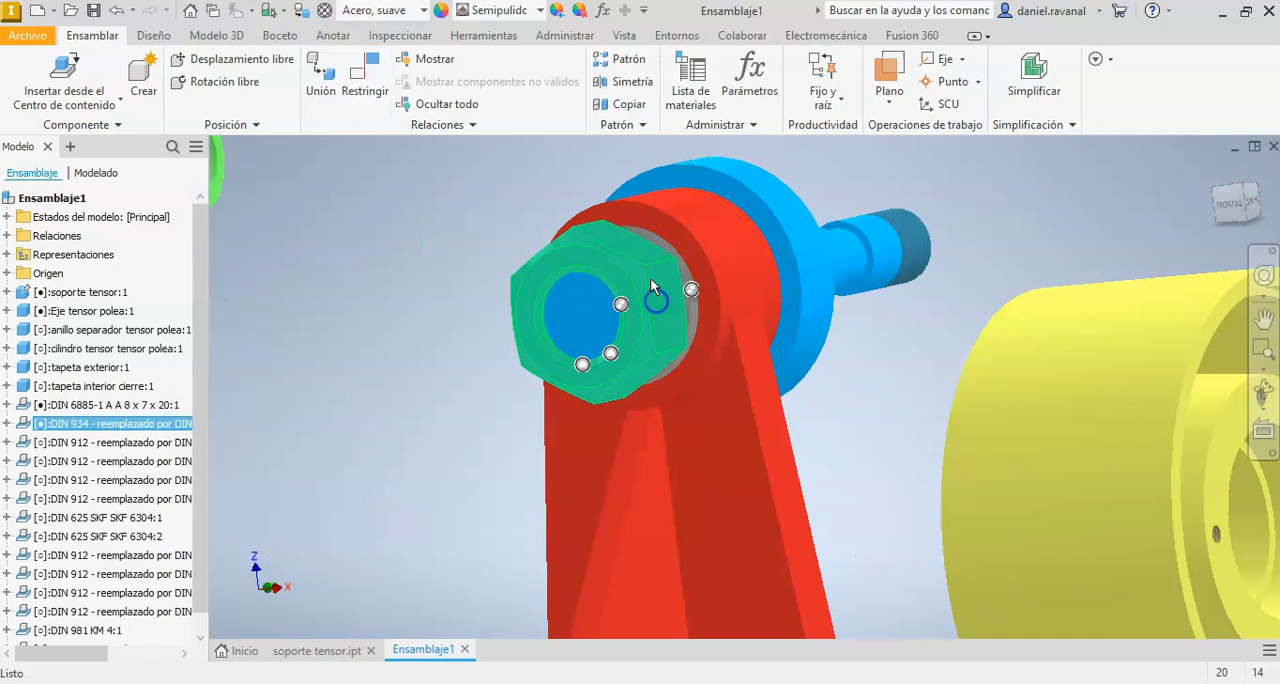 Acero, suave
Semipulidc
Ensamblaje1
Buscar en la ayuda y los comanc
daniel.ravanal
Archivo
Ensamblar
Diseño
Modelo 3D
Boceto
Anotar
Inspeccionar
Herramientas
Administrar
Vista
Entornos
Colaborar
Electromecánica
Fusion 360
Insertar desde el
Centro de contenido
Crear
Desplazamiento libre
Rotación libre
Unión
Restringir
Mostrar
Mostrar componentes no válidos
Ocultar todo
Patrón
Simetría
Copiar
Lista de
materiales
fx
Parámetros
Fijo y
raíz
Plano
Eje
Punto
SCU
Simplificar
Componente
Posición
Relaciones
Patrón
Administrar
Productividad
Operaciones de trabajo
Simplificación
Modelo
Ensamblaje
Modelado
Ensamblaje1
Estados del modelo: [Principal]
Relaciones
Representaciones
Origen
[●]:soporte tensor:1
[●]:Eje tensor polea:1
[○]:anillo separador tensor polea:1
[○]:cilindro tensor tensor polea:1
[○]:tapeta exterior:1
[○]:tapeta interior cierre:1
[●]:DIN 6885-1 A A 8 x 7 x 20:1
[●]:DIN 934 - reemplazado por DIN
[○]:DIN 912 - reemplazado por DIN
[○]:DIN 912 - reemplazado por DIN
[○]:DIN 912 - reemplazado por DIN
[○]:DIN 912 - reemplazado por DIN
[○]:DIN 625 SKF SKF 6304:1
[○]:DIN 625 SKF SKF 6304:2
[○]:DIN 912 - reemplazado por DIN
[○]:DIN 912 - reemplazado por DIN
[○]:DIN 912 - reemplazado por DIN
[○]:DIN 912 - reemplazado por DIN
[○]:DIN 981 KM 4:1
FRONTAL
Z
X
Inicio
soporte tensor.ipt
Ensamblaje1
Listo
20
14